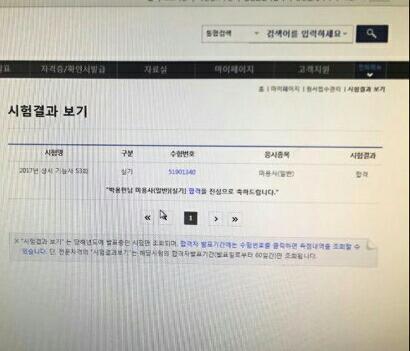 통합검색 검색어를 입력하세요
자격증/확인서발급 자료실 마이페이지 고객지원
홈 | 마이페이지 | 원서접수관리 | 시험결과 보기
시험결과 보기
시험명 구분 수험번호 응시종목 시험결과
2017년 상시 기능사 53회 실기 51901340 미용사(일반) 합격
미용사(일반)[실기] 합격을 진심으로 축하드립니다."
« 1 › »
※ "시험결과 보기" 는 당해년도에 발표중인 시험만 조회되며, 합격자 발표기간에는 수험번호를 클릭하면 득점내역을 조회할 수
있습니다. 단, 전문자격의 "시험결과보기"는 해당시험의 합격자발표기간(발표일로부터 60일간)만 조회됩니다.